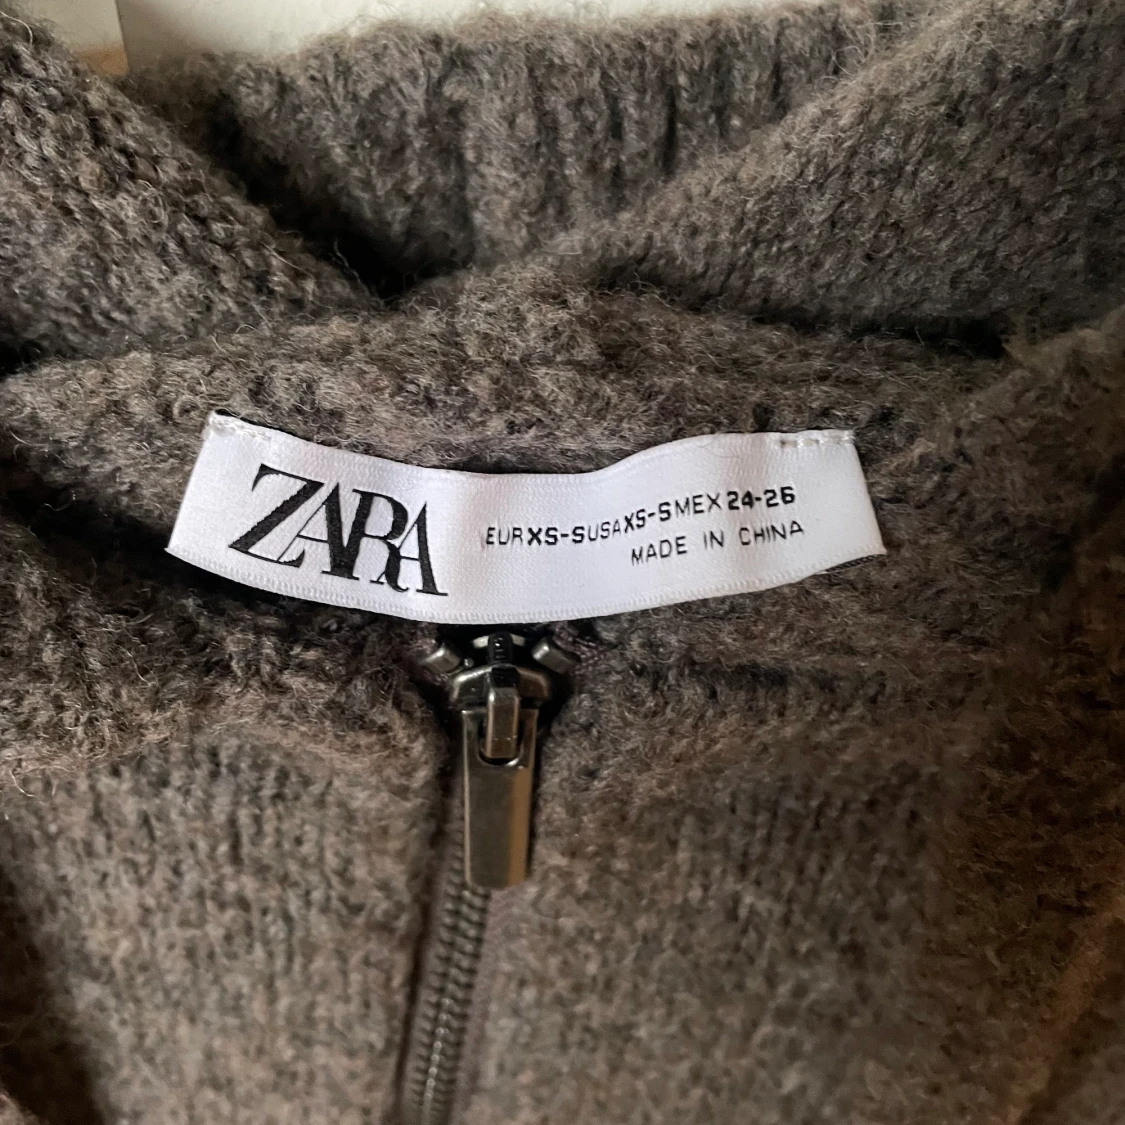 ZARA
EUR XS-S USA XS-S MEX 24-26
MADE IN CHINA